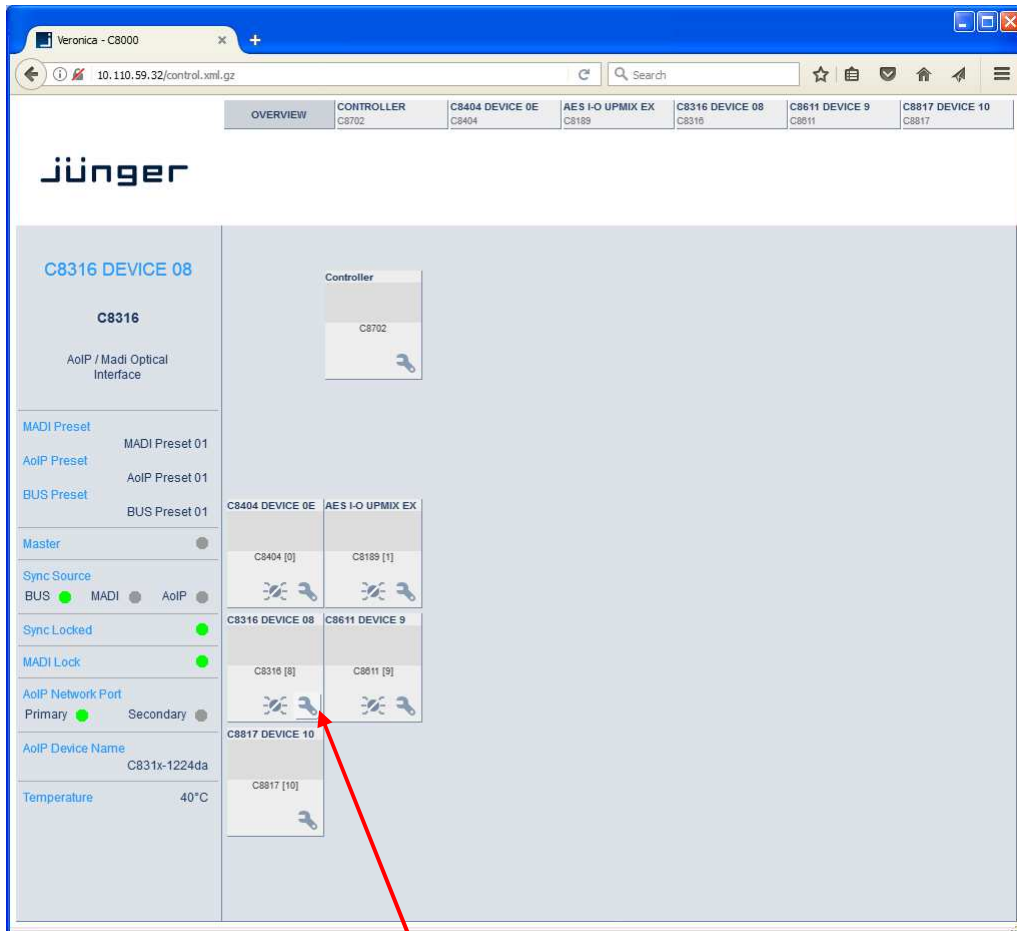 Veronica - C8000
10.110.59.32/control.xml.gz
Search
OVERVIEW
CONTROLLER
C8702
C8404 DEVICE 0E
C8404
AES I-O UPMIX EX
C8189
C8316 DEVICE 08
C8316
C8611 DEVICE 9
C8611
C8817 DEVICE 10
C8817
jünger
C8316 DEVICE 08
C8316
AoIP / Madi Optical
Interface
MADI Preset
MADI Preset 01
AoIP Preset
AoIP Preset 01
BUS Preset
BUS Preset 01
Master
Sync Source
BUS MADI AoIP
Sync Locked
MADI Lock
AoIP Network Port
Primary Secondary
AoIP Device Name
C831x-1224da
Temperature 40°C
Controller
C8702
C8404 DEVICE 0E AES I-O UPMIX EX
C8404 [0] C8189 [1]
C8316 DEVICE 08 C8611 DEVICE 9
C8316 [8] C8611 [9]
C8817 DEVICE 10
C8817 [10]